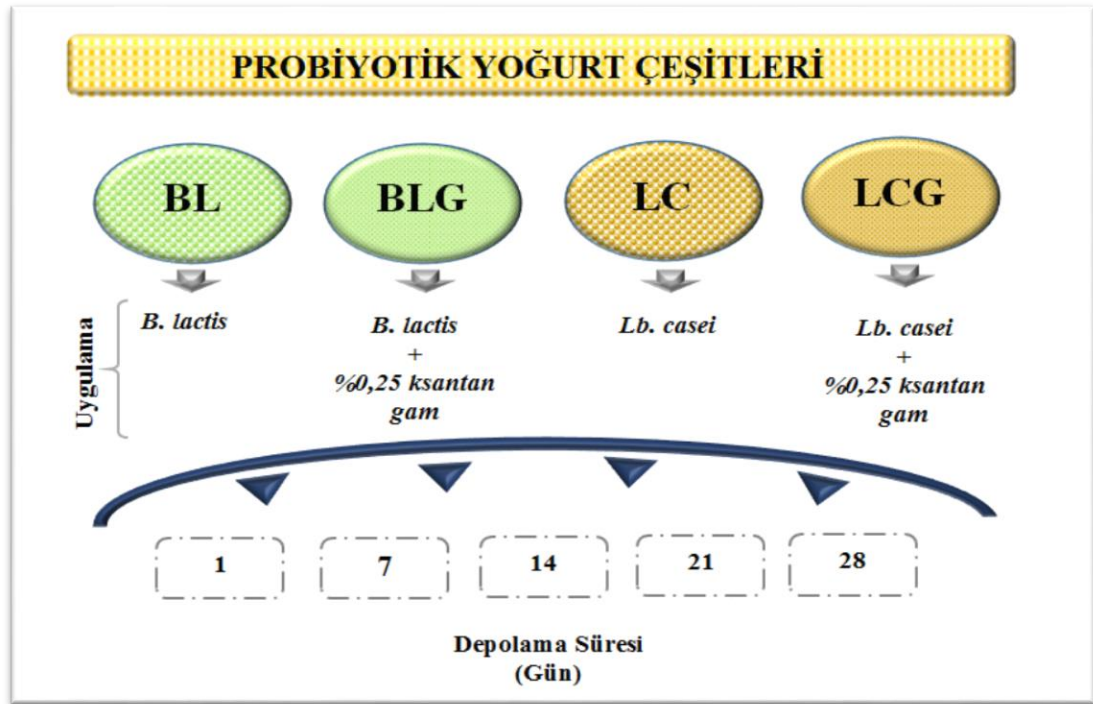 PROBİYOTİK YOĞURT ÇEŞİTLERİ
BL
BLG
LC
LCG
Uygulama
B. lactis
B. lactis
+
%0,25 ksantan
gam
Lb. casei
Lb. casei
+
%0,25 ksantan
gam
1
7
14
21
28
Depolama Süresi
(Gün)